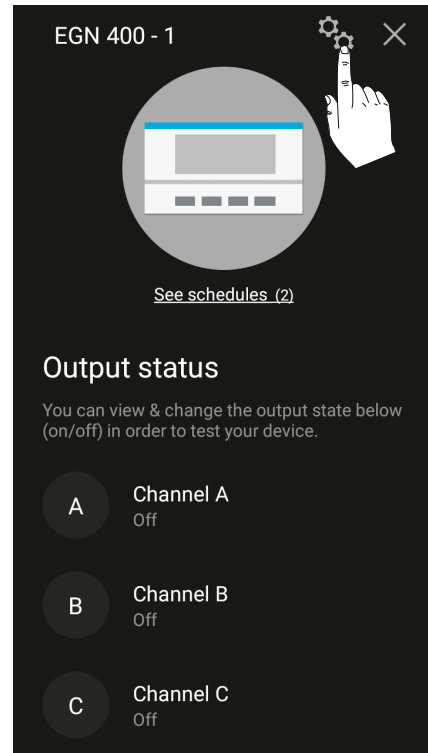 EGN 400 - 1
See schedules (2)
Output status
You can view & change the output state below
(on/off) in order to test your device.
A
Channel A
Off
B
Channel B
Off
C
Channel C
Off